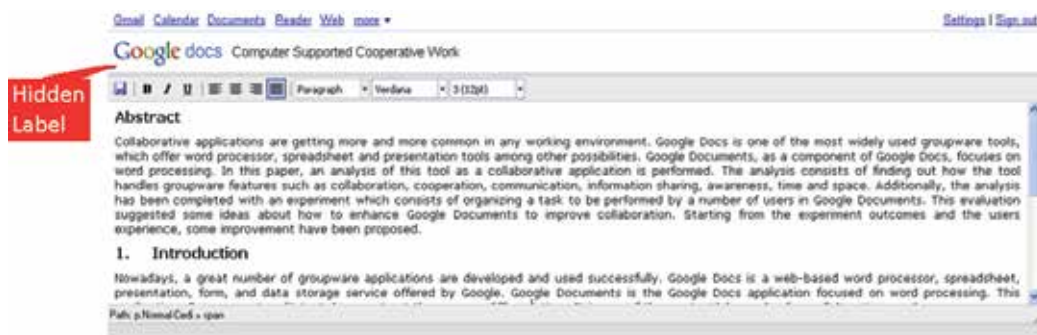 Gmail Calendar Documents Reader Web more ▾
Settings | Sign out
Google docs Computer Supported Cooperative Work
Hidden
Label
B I U Paragraph Verdana 3 (12pt)
Abstract
Collaborative applications are getting more and more common in any working environment. Google Docs is one of the most widely used groupware tools,
which offer word processor, spreadsheet and presentation tools among other possibilities. Google Documents, as a component of Google Docs, focuses on
word processing. In this paper, an analysis of this tool as a collaborative application is performed. The analysis consists of finding out how the tool
handles groupware features such as collaboration, cooperation, communication, information sharing, awareness, time and space. Additionally, the analysis
has been completed with an experiment which consists of organizing a task to be performed by a number of users in Google Documents. This evaluation
suggested some ideas about how to enhance Google Documents to improve collaboration. Starting from the experiment outcomes and the users
experience, some improvement have been proposed.
1. Introduction
Nowadays, a great number of groupware applications are developed and used successfully. Google Docs is a web-based word processor, spreadsheet,
presentation, form, and data storage service offered by Google. Google Documents is the Google Docs application focused on word processing. This
Path: » span